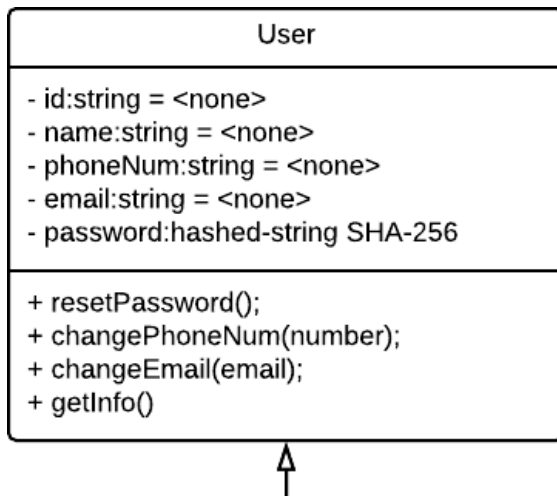 User
- id:string = <none>
- name:string = <none>
- phoneNum:string = <none>
- email:string = <none>
- password:hashed-string SHA-256
+ resetPassword();
+ changePhoneNum(number);
+ changeEmail(email);
+ getInfo()